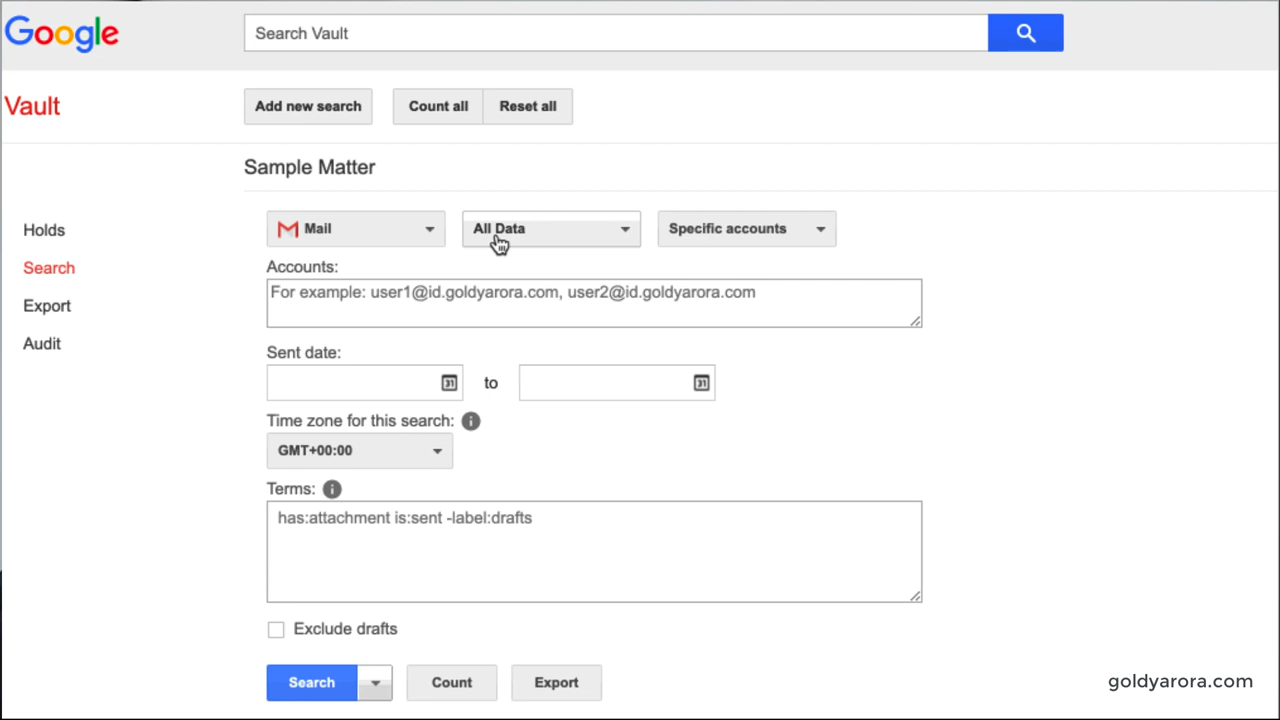 Google
Search Vault
Vault
Add new search
Count all
Reset all
Sample Matter
Holds
Search
Export
Audit
Mail
All Data
Specific accounts
Accounts:
For example: user1@id.goldyarora.com, user2@id.goldyarora.com
Sent date:
31
to
31
Time zone for this search:
GMT+00:00
Terms:
has:attachment is:sent -label:drafts
Exclude drafts
Search
Count
Export
goldyarora.com